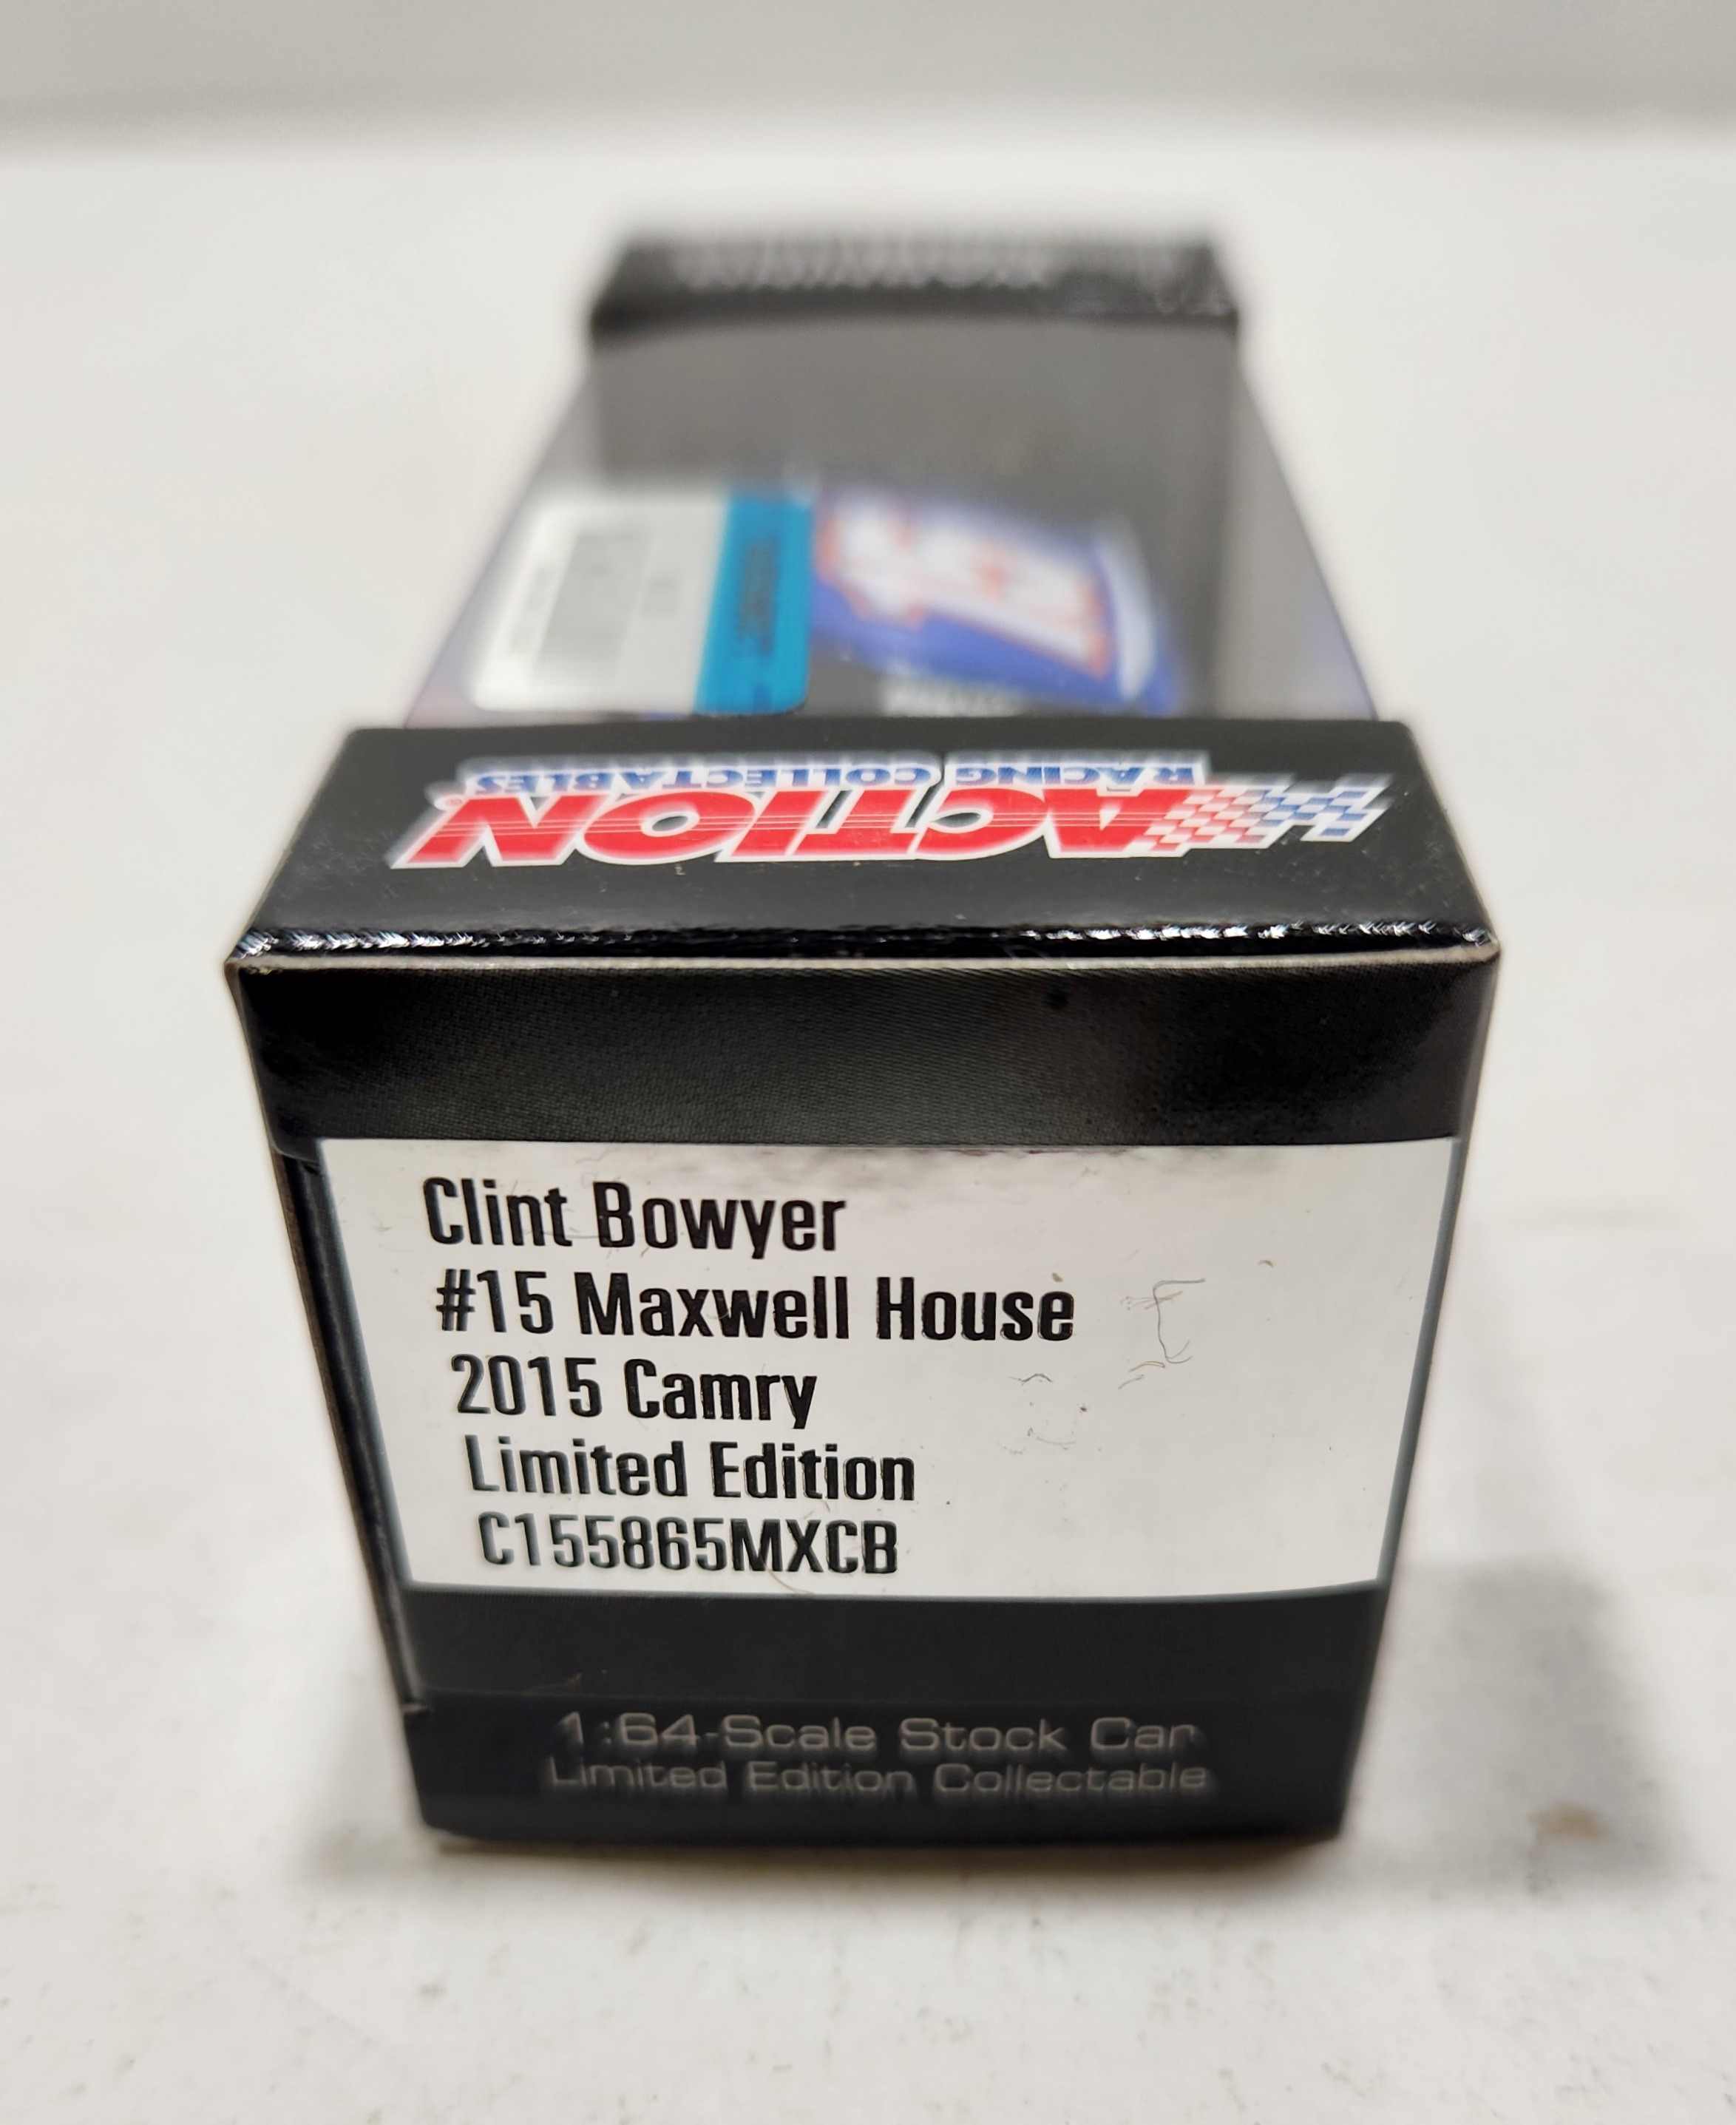 ACTION®
RACING COLLECTABLES
Clint Bowyer
#15 Maxwell House
2015 Camry
Limited Edition
C155865MXCB
1:64-Scale Stock Car
Limited Edition Collectable